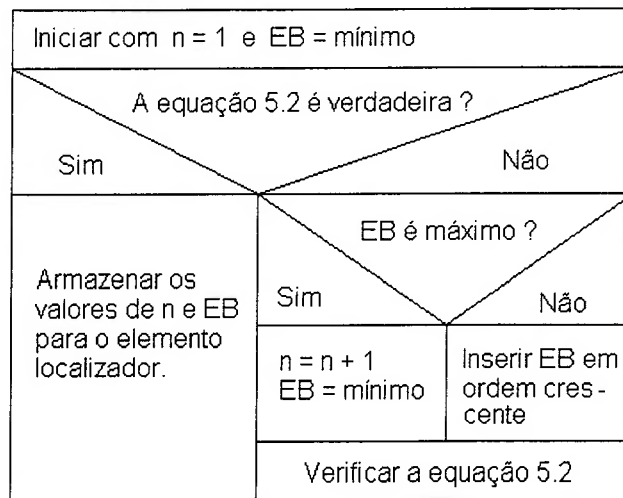 Iniciar com n = 1 e EB = mínimo
A equação 5.2 é verdadeira ?
Sim
Não
EB é máximo ?
Armazenar os
valores de n e EB
para o elemento
localizador.
Sim
Não
n = n + 1
EB = mínimo
Inserir EB em
ordem cres -
cente
Verificar a equação 5.2